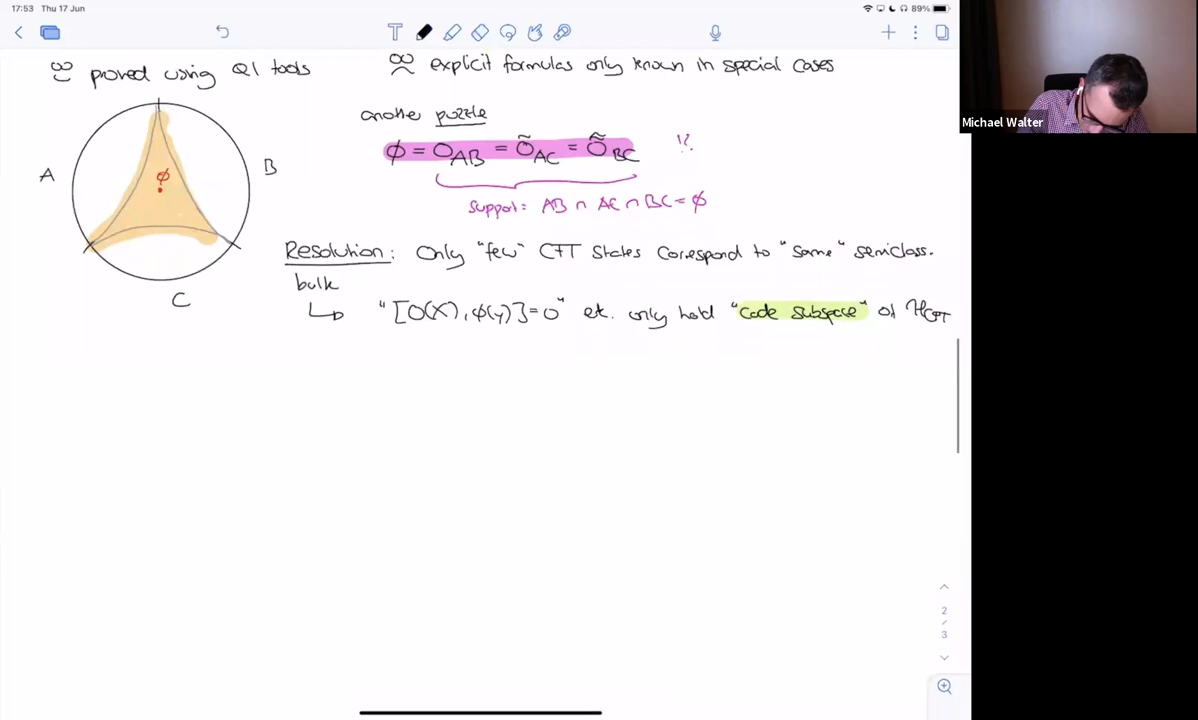 17:53 Thu 17 Jun
89%
proved using QI tools
explicit formulas only known in special cases
another puzzle
ϕ = O_AB = Õ_AC = Õ̃_BC !?
support: AB ∩ AC ∩ BC = ∅
A
ϕ
B
C
Resolution: Only "few" CFT states correspond to "same" semiclass.
bulk
↳ "[O(X), ϕ(y)]=0" etc. only hold "code subspace" of H_CFT
Michael Walter
2
/
3